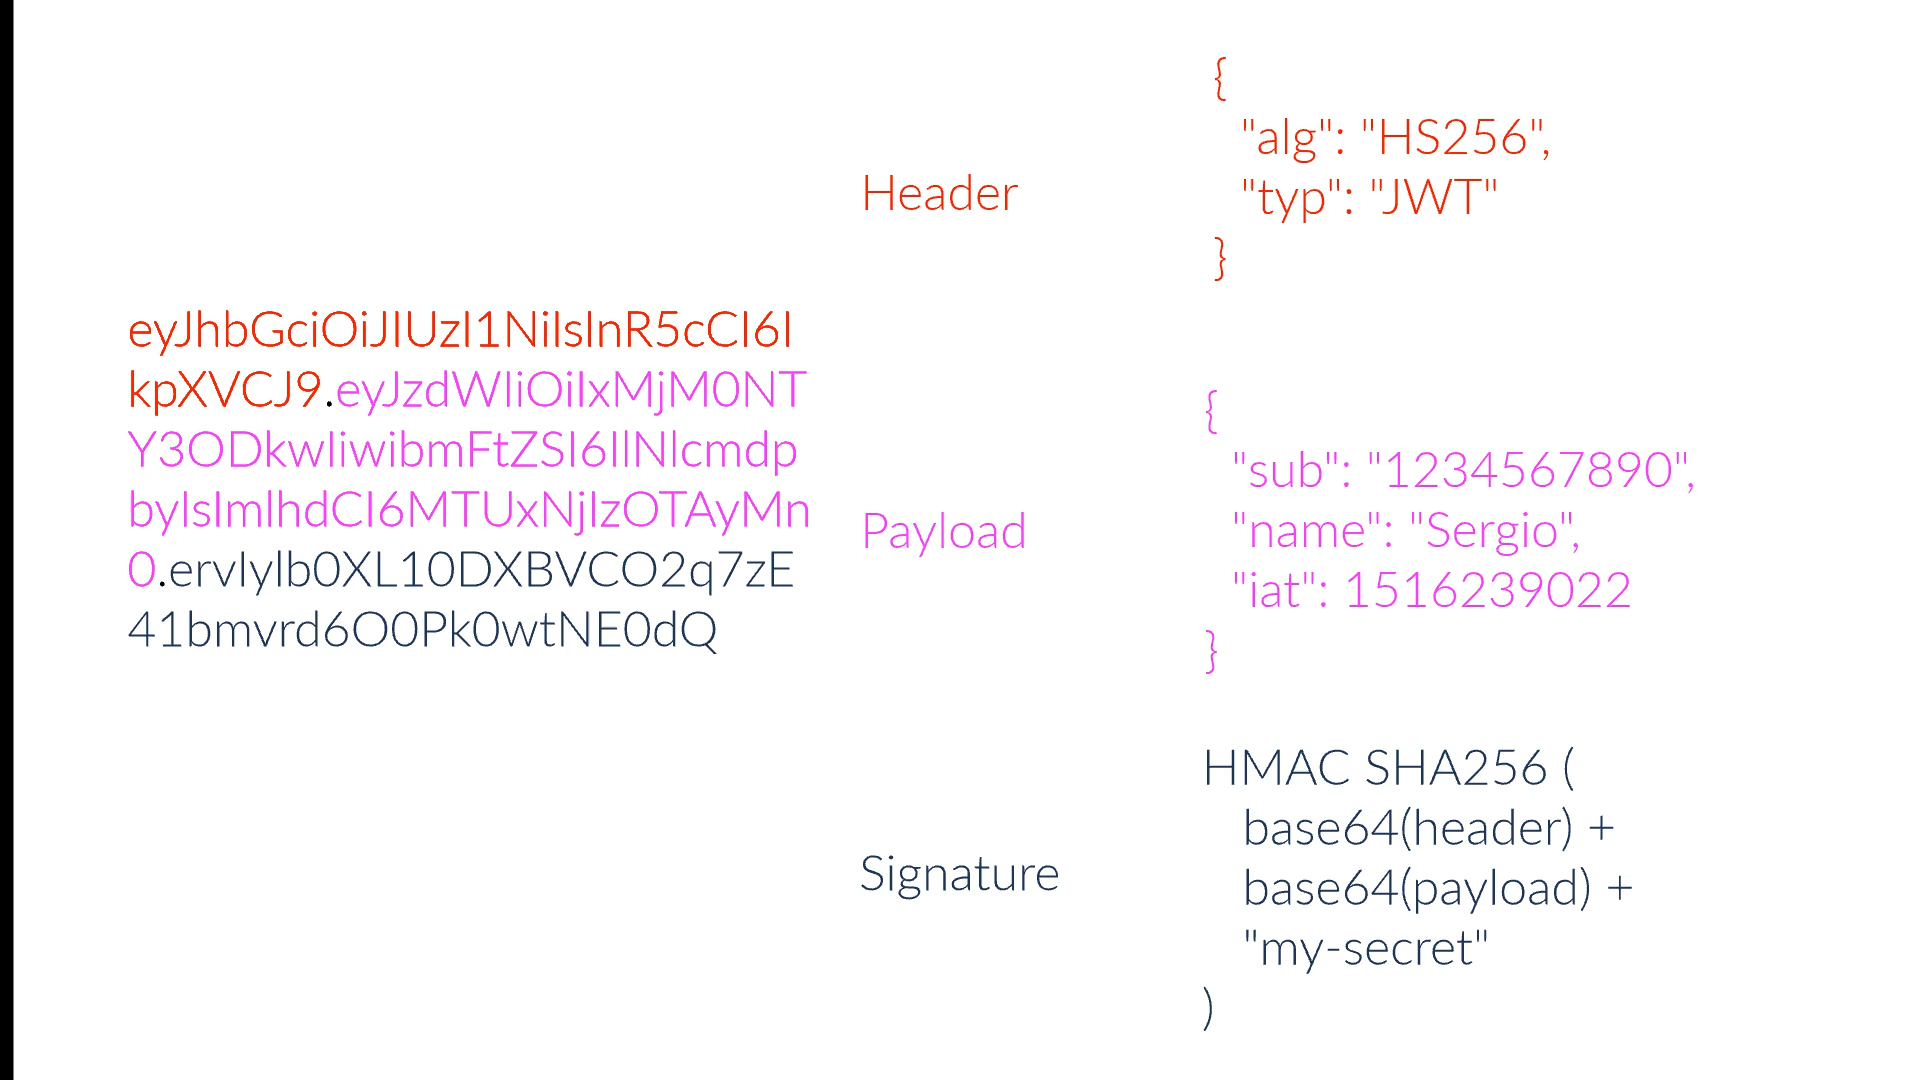 eyJhbGciOiJIUzI1NiIsInR5cCI6I
kpXVCJ9.eyJzdWIiOiIxMjM0NT
Y3ODkwIiwibmFtZSI6IlNlcmdp
byIsImlhdCI6MTUxNjIzOTAyMn
0.ervIylb0XL10DXBVCO2q7zE
41bmvrd6O0Pk0wtNE0dQ
Header
{
"alg": "HS256",
"typ": "JWT"
}
Payload
{
"sub": "1234567890",
"name": "Sergio",
"iat": 1516239022
}
Signature
HMAC SHA256 (
base64(header) +
base64(payload) +
"my-secret"
)